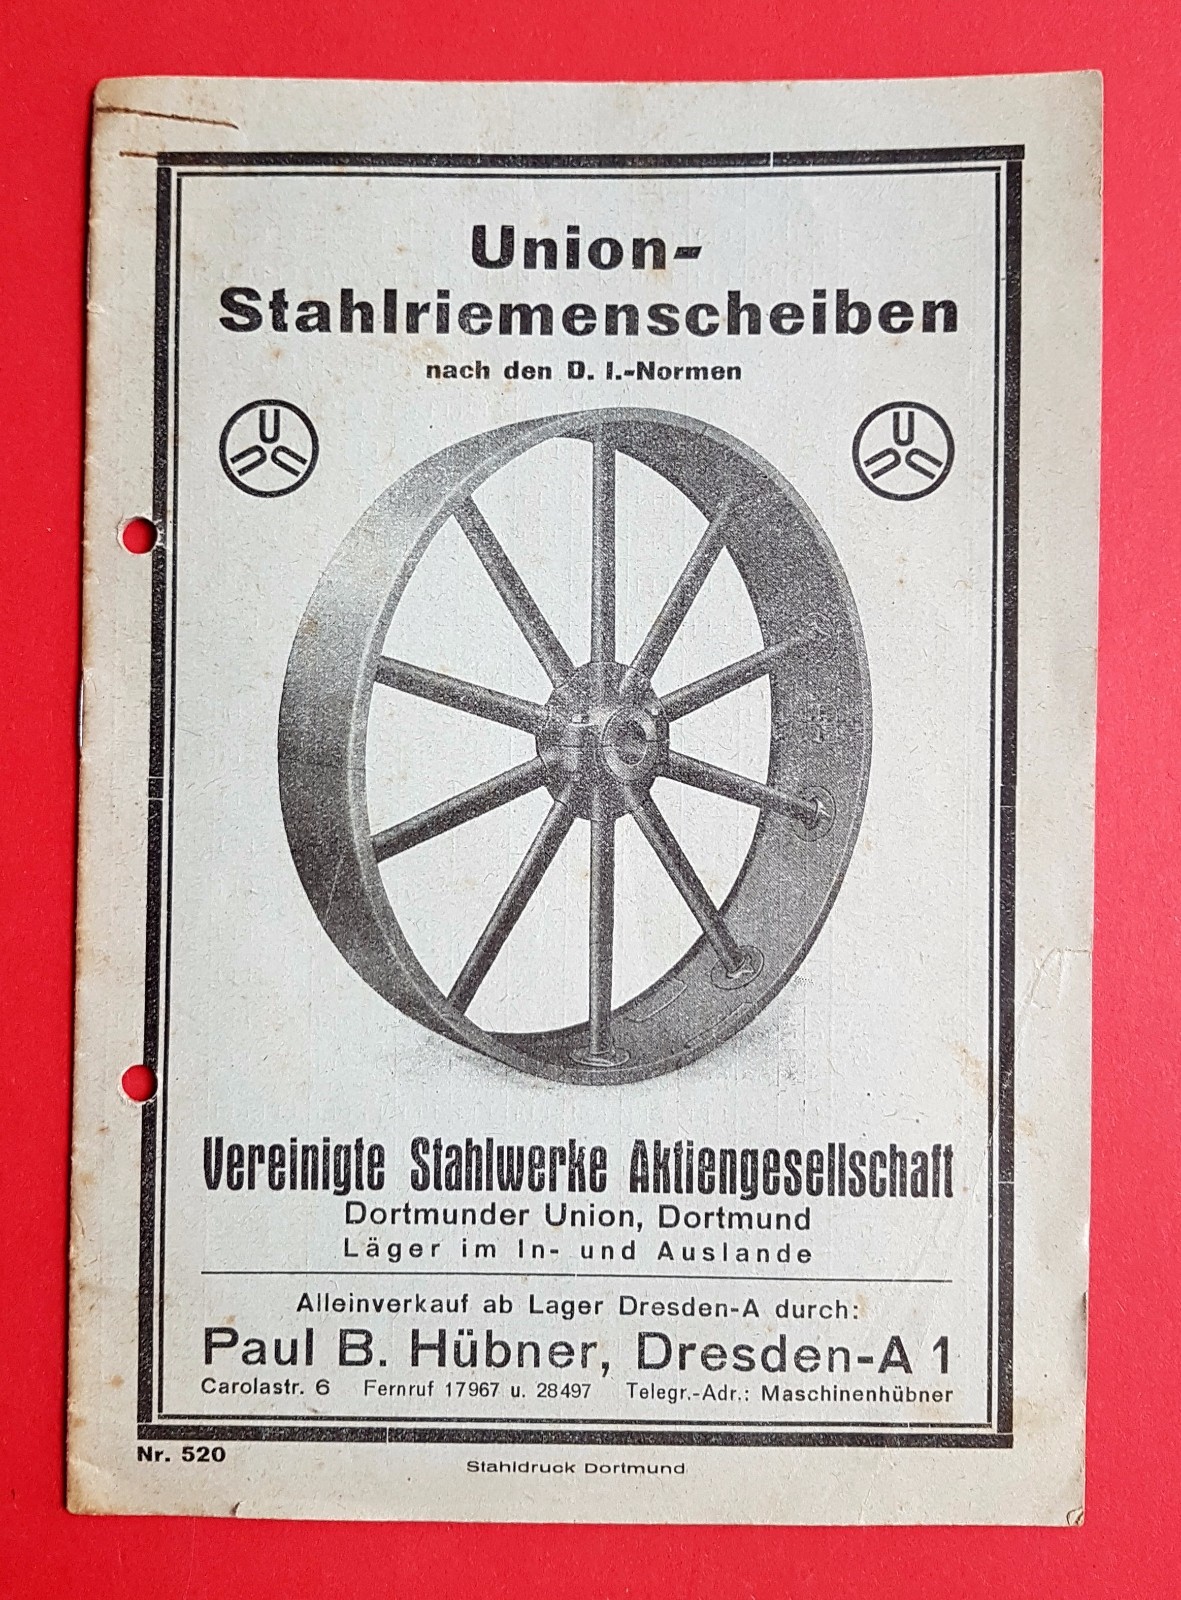 Union-
Stahlriemenscheiben
nach den D. I.-Normen
U
U
Vereinigte Stahlwerke Aktiengesellschaft
Dortmunder Union, Dortmund
Läger im In- und Auslande
Alleinverkauf ab Lager Dresden-A durch:
Paul B. Hübner, Dresden-A 1
Carolastr. 6 Fernruf 17967 u. 28497 Telegr.-Adr.: Maschinenhübner
Nr. 520
Stahldruck Dortmund